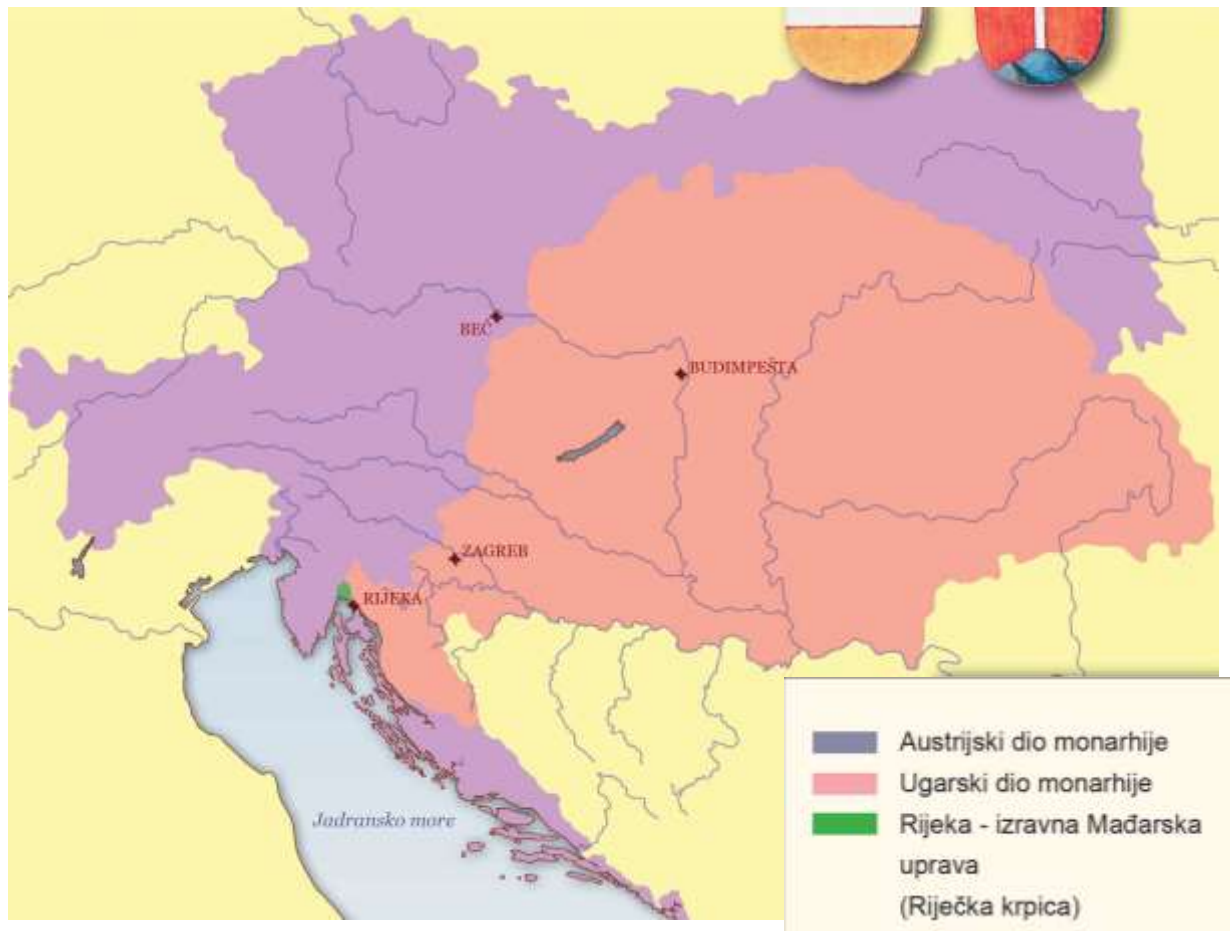 BEČ
BUDIMPEŠTA
ZAGREB
RIJEKA
Jadransko more
Austrijski dio monarhije
Ugarski dio monarhije
Rijeka - izravna Mađarska
uprava
(Riječka krpica)